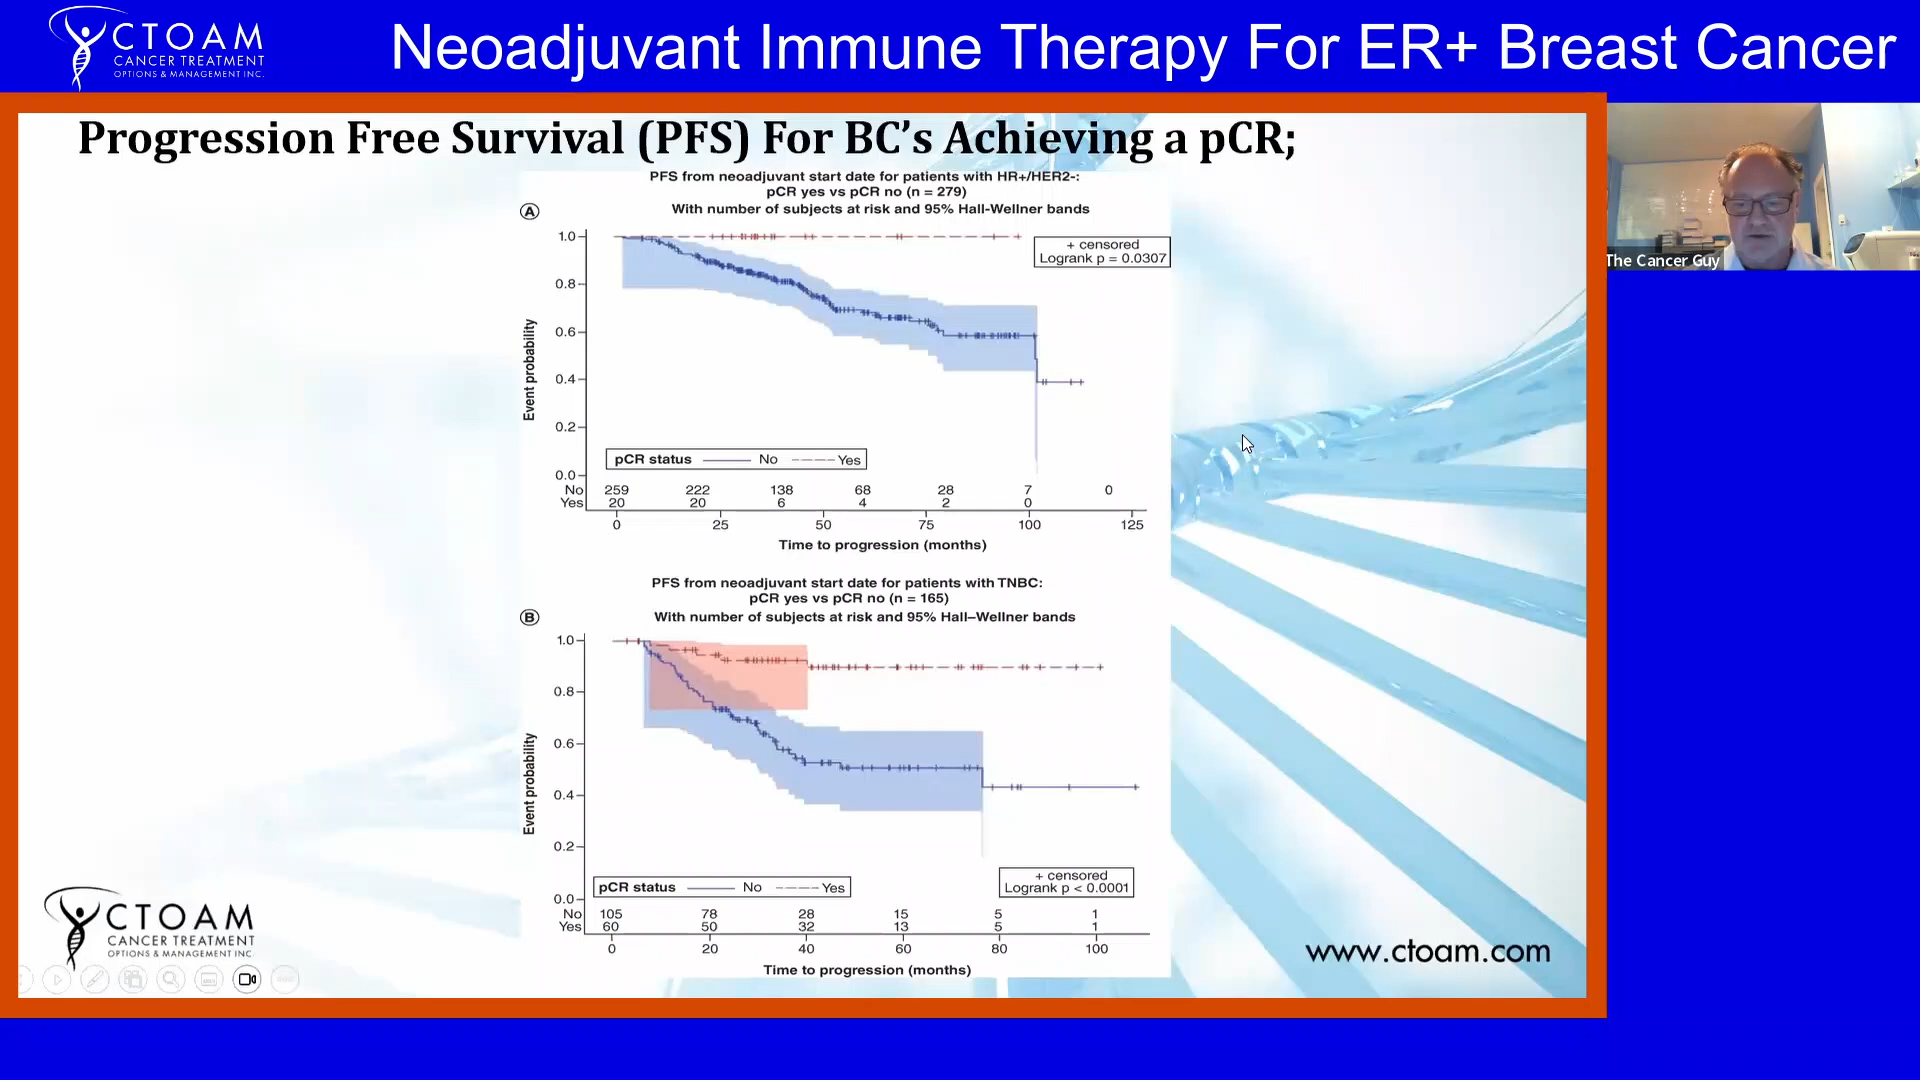 CTOAM
CANCER TREATMENT
OPTIONS & MANAGEMENT INC.
Neoadjuvant Immune Therapy For ER+ Breast Cancer
Progression Free Survival (PFS) For BC’s Achieving a pCR;
The Cancer Guy
PFS from neoadjuvant start date for patients with HR+/HER2-:
pCR yes vs pCR no (n = 279)
With number of subjects at risk and 95% Hall-Wellner bands
A
+ censored
Logrank p = 0.0307
Event probability
1.0
0.8
0.6
0.4
0.2
0.0
pCR status No Yes
No 259 222 138 68 28 7 0
Yes 20 20 6 4 2 0
0 25 50 75 100 125
Time to progression (months)
PFS from neoadjuvant start date for patients with TNBC:
pCR yes vs pCR no (n = 165)
With number of subjects at risk and 95% Hall–Wellner bands
B
Event probability
1.0
0.8
0.6
0.4
0.2
0.0
+ censored
Logrank p < 0.0001
pCR status No Yes
No 105 78 28 15 5 1
Yes 60 50 32 13 5 1
0 20 40 60 80 100
Time to progression (months)
CTOAM
CANCER TREATMENT
OPTIONS & MANAGEMENT INC.
www.ctoam.com